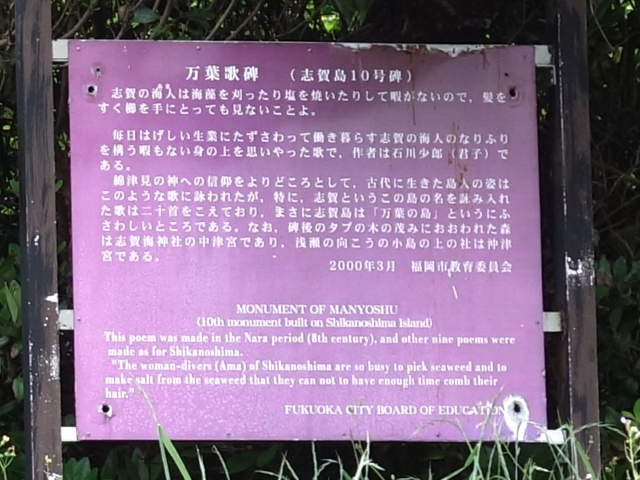 万葉歌碑　（志賀島10号碑）
志賀の海人は海藻を刈ったり塩を焼いたりして暇がないので，髪を
すく櫛を手にとっても見ないことよ。
毎日はげしい生業にたずさわって働き暮らす志賀の海人のなりふり
を構う暇もない身の上を思いやった歌で，作者は石川少郎（君子）で
ある。
綿津見の神への信仰をよりどころとして，古代に生きた島人の姿は
このような歌に詠われたが，特に，志賀というこの島の名を詠み入れ
た歌は二十首をこえており，まさに志賀島は「万葉の島」というにふ
さわしいところである。なお，碑後のタブの木の茂みにおおわれた森
は志賀海神社の中津宮であり，浅瀬の向こうの小島の上の社は沖津
宮である。
2000年3月　福岡市教育委員会
MONUMENT OF MANYOSHU
(10th monument built on Shikanoshima Island)
This poem was made in the Nara period (8th century), and other nine poems were
made as for Shikanoshima.
"The woman-divers (Ama) of Shikanoshima are so busy to pick seaweed and to
make salt from the seaweed that they can not to have enough time comb their
hair."
FUKUOKA CITY BOARD OF EDUCATION